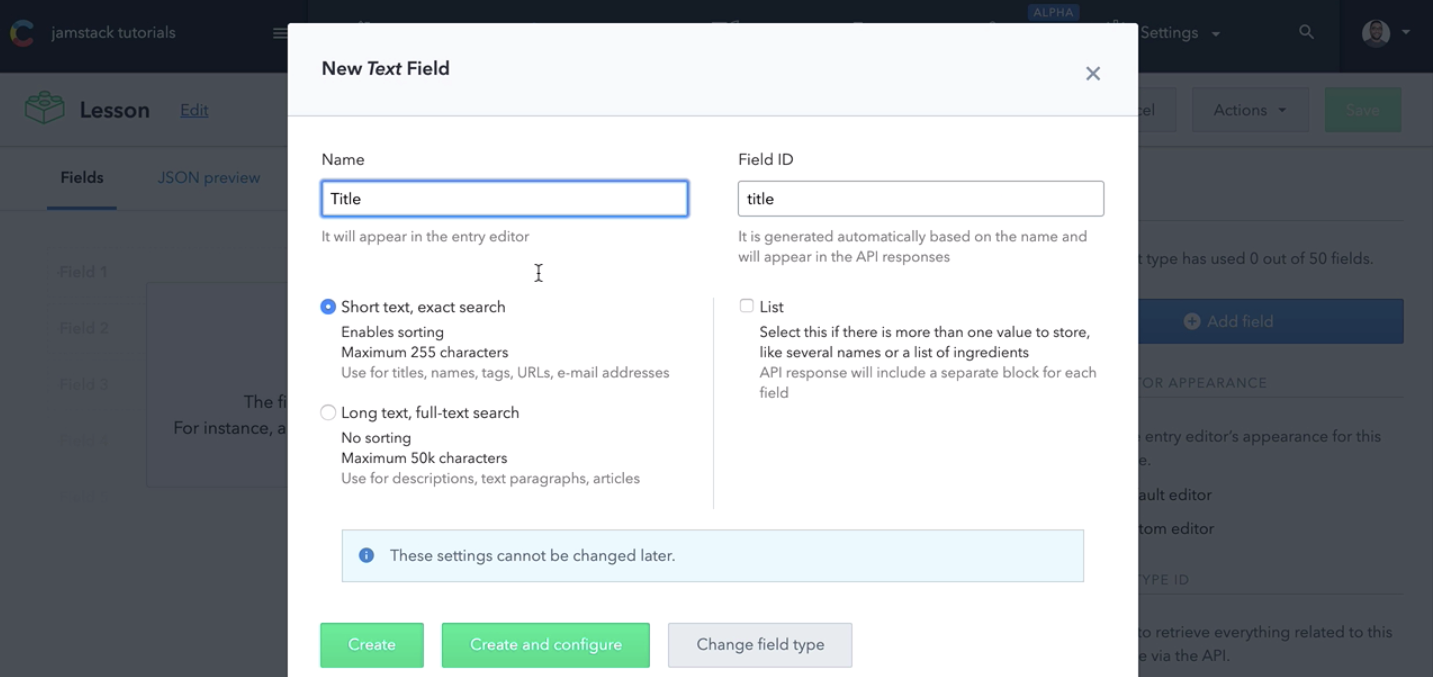 jamstack tutorials
ALPHA
Settings
New Text Field
Lesson
Edit
Actions
Save
Fields
JSON preview
Name
Field ID
Title
title
It will appear in the entry editor
It is generated automatically based on the name and
will appear in the API responses
Field 1
Field 2
Field 3
type has used 0 out of 50 fields.
Add field
Short text, exact search
Enables sorting
Maximum 255 characters
Use for titles, names, tags, URLs, e-mail addresses
List
Select this if there is more than one value to store,
like several names or a list of ingredients
API response will include a separate block for each
field
The
For instance, a
APPEARANCE
entry editor's appearance for this
Long text, full-text search
No sorting
Maximum 50k characters
Use for descriptions, text paragraphs, articles
editor
editor
These settings cannot be changed later.
TYPE ID
to retrieve everything related to this
via the API.
Create
Create and configure
Change field type